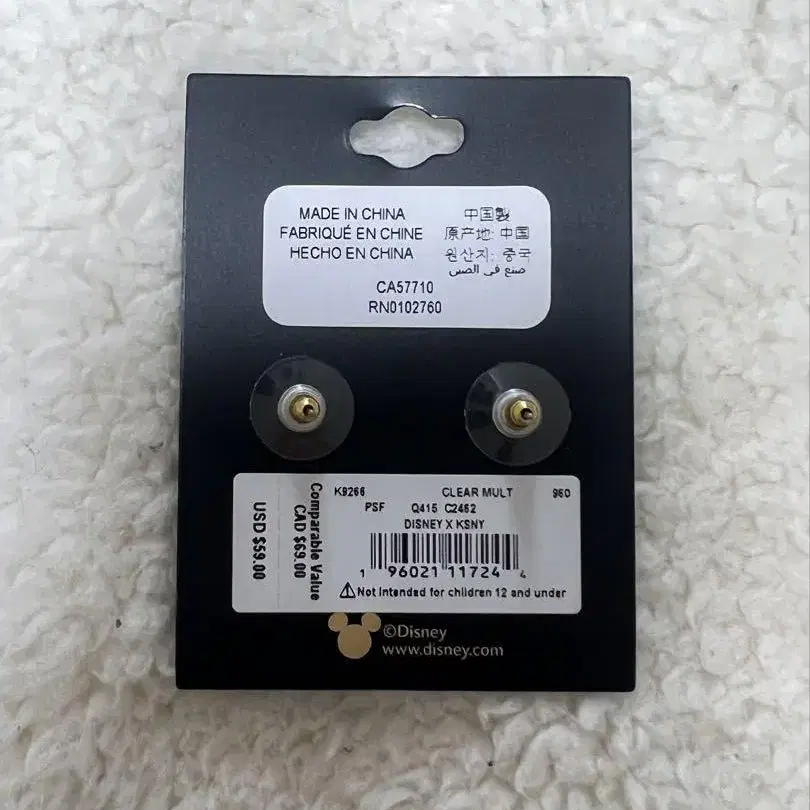 MADE IN CHINA
FABRIQUÉ EN CHINE
HECHO EN CHINA
中国製
原产地: 中国
원산지: 중국
صنع في الصين
CA57710
RN0102760
K9266 CLEAR MULT 960
PSF Q415 C2462
DISNEY X KSNY
1 96021 11724 4
⚠Not intended for children 12 and under
Comparable Value
CAD $69.00
USD $59.00
©Disney
www.disney.com